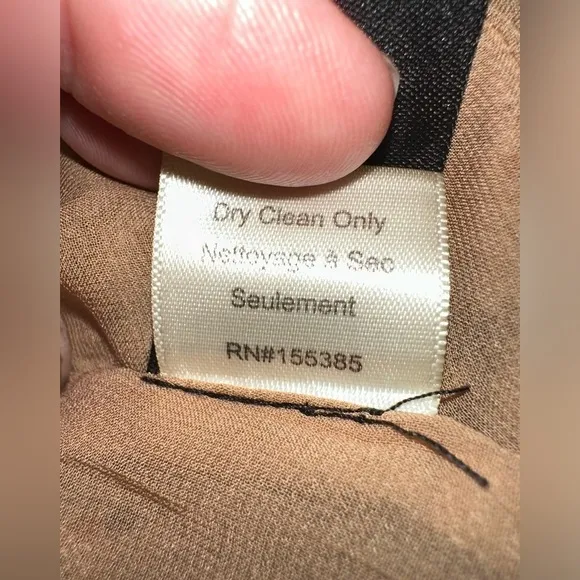 Dry Clean Only
Nettoyage à Sec
Seulement
RN#155385